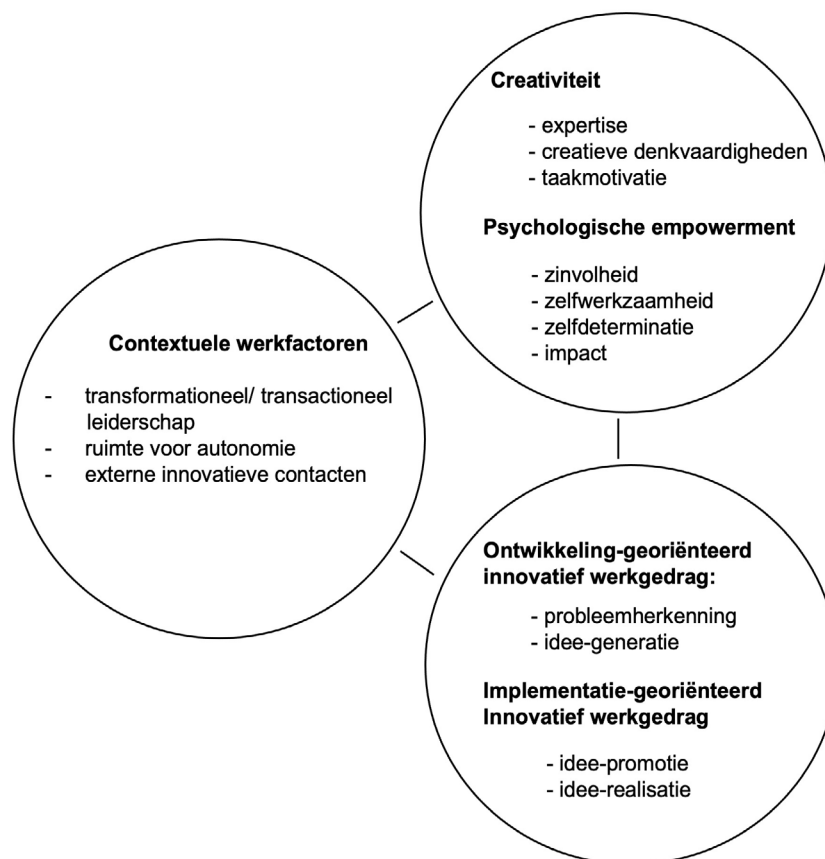 Creativiteit
- expertise
- creatieve denkvaardigheden
- taakmotivatie
Psychologische empowerment
- zinvolheid
- zelfwerkzaamheid
- zelfdeterminatie
- impact
Contextuele werkfactoren
- transformationeel/ transactioneel
leiderschap
- ruimte voor autonomie
- externe innovatieve contacten
Ontwikkeling-georiënteerd
innovatief werkgedrag:
- probleemherkenning
- idee-generatie
Implementatie-georiënteerd
Innovatief werkgedrag
- idee-promotie
- idee-realisatie